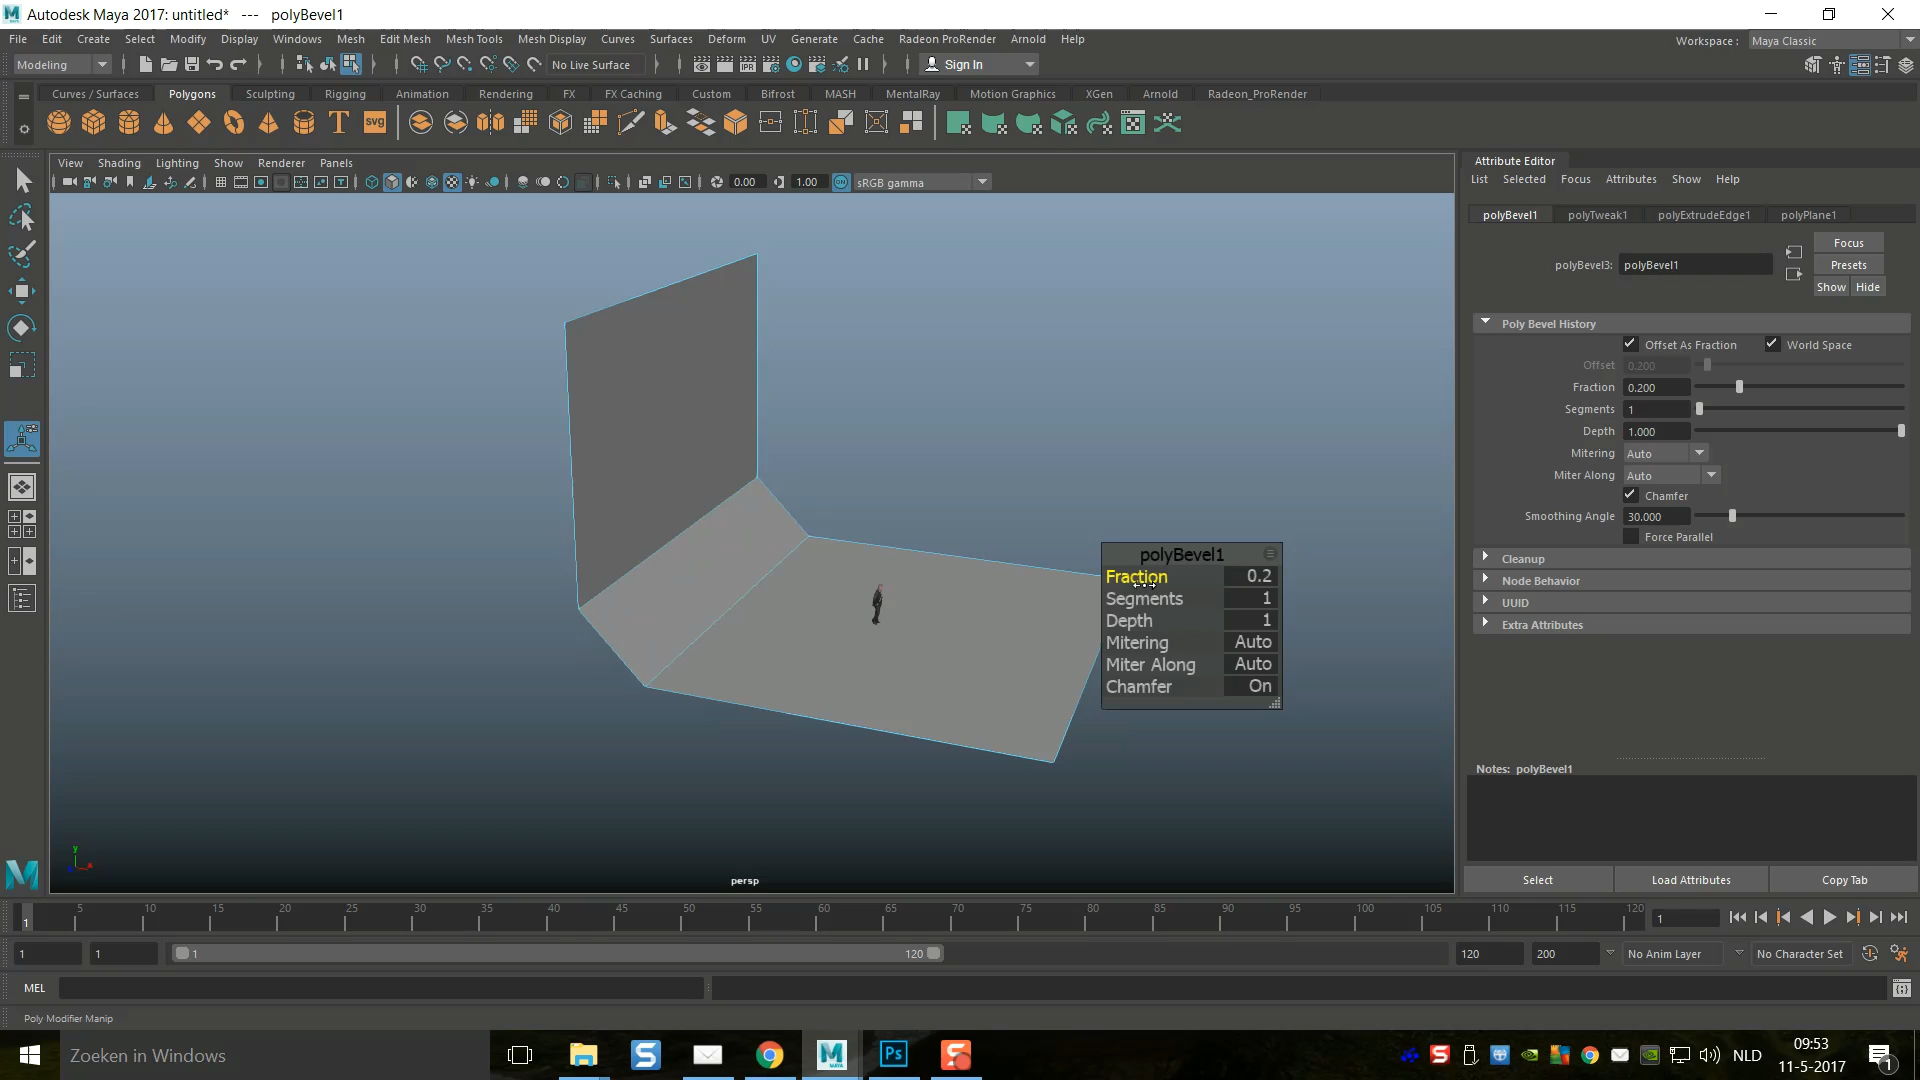 Autodesk Maya 2017: untitled* --- polyBevel1
File Edit Create Select Modify Display Windows Mesh Edit Mesh Mesh Tools Mesh Display Curves Surfaces Deform UV Generate Cache Radeon ProRender Arnold Help
Workspace : Maya Classic
Modeling No Live Surface IPR Sign In
Curves / Surfaces Polygons Sculpting Rigging Animation Rendering FX FX Caching Custom Bifrost MASH MentalRay Motion Graphics XGen Arnold Radeon_ProRender
T SVG
View Shading Lighting Show Renderer Panels
0.00 1.00 ON sRGB gamma
Attribute Editor
List Selected Focus Attributes Show Help
polyBevel1 polyTweak1 polyExtrudeEdge1 polyPlane1
Focus
polyBevel3: polyBevel1 Presets
Show Hide
Poly Bevel History
Offset As Fraction World Space
Offset 0.200
Fraction 0.200
Segments 1
Depth 1.000
Mitering Auto
Miter Along Auto
Chamfer
Smoothing Angle 30.000
Force Parallel
Cleanup
Node Behavior
UUID
Extra Attributes
Notes: polyBevel1
Select Load Attributes Copy Tab
polyBevel1
Fraction 0.2
Segments 1
Depth 1
Mitering Auto
Miter Along Auto
Chamfer On
y
x
persp
1 5 10 15 20 25 30 35 40 45 50 55 60 65 70 75 80 85 90 95 100 105 110 115 120 1
1 1 1 120 120 200 No Anim Layer No Character Set
MEL
Poly Modifier Manip
Zoeken in Windows
NLD
09:53
11-5-2017
1